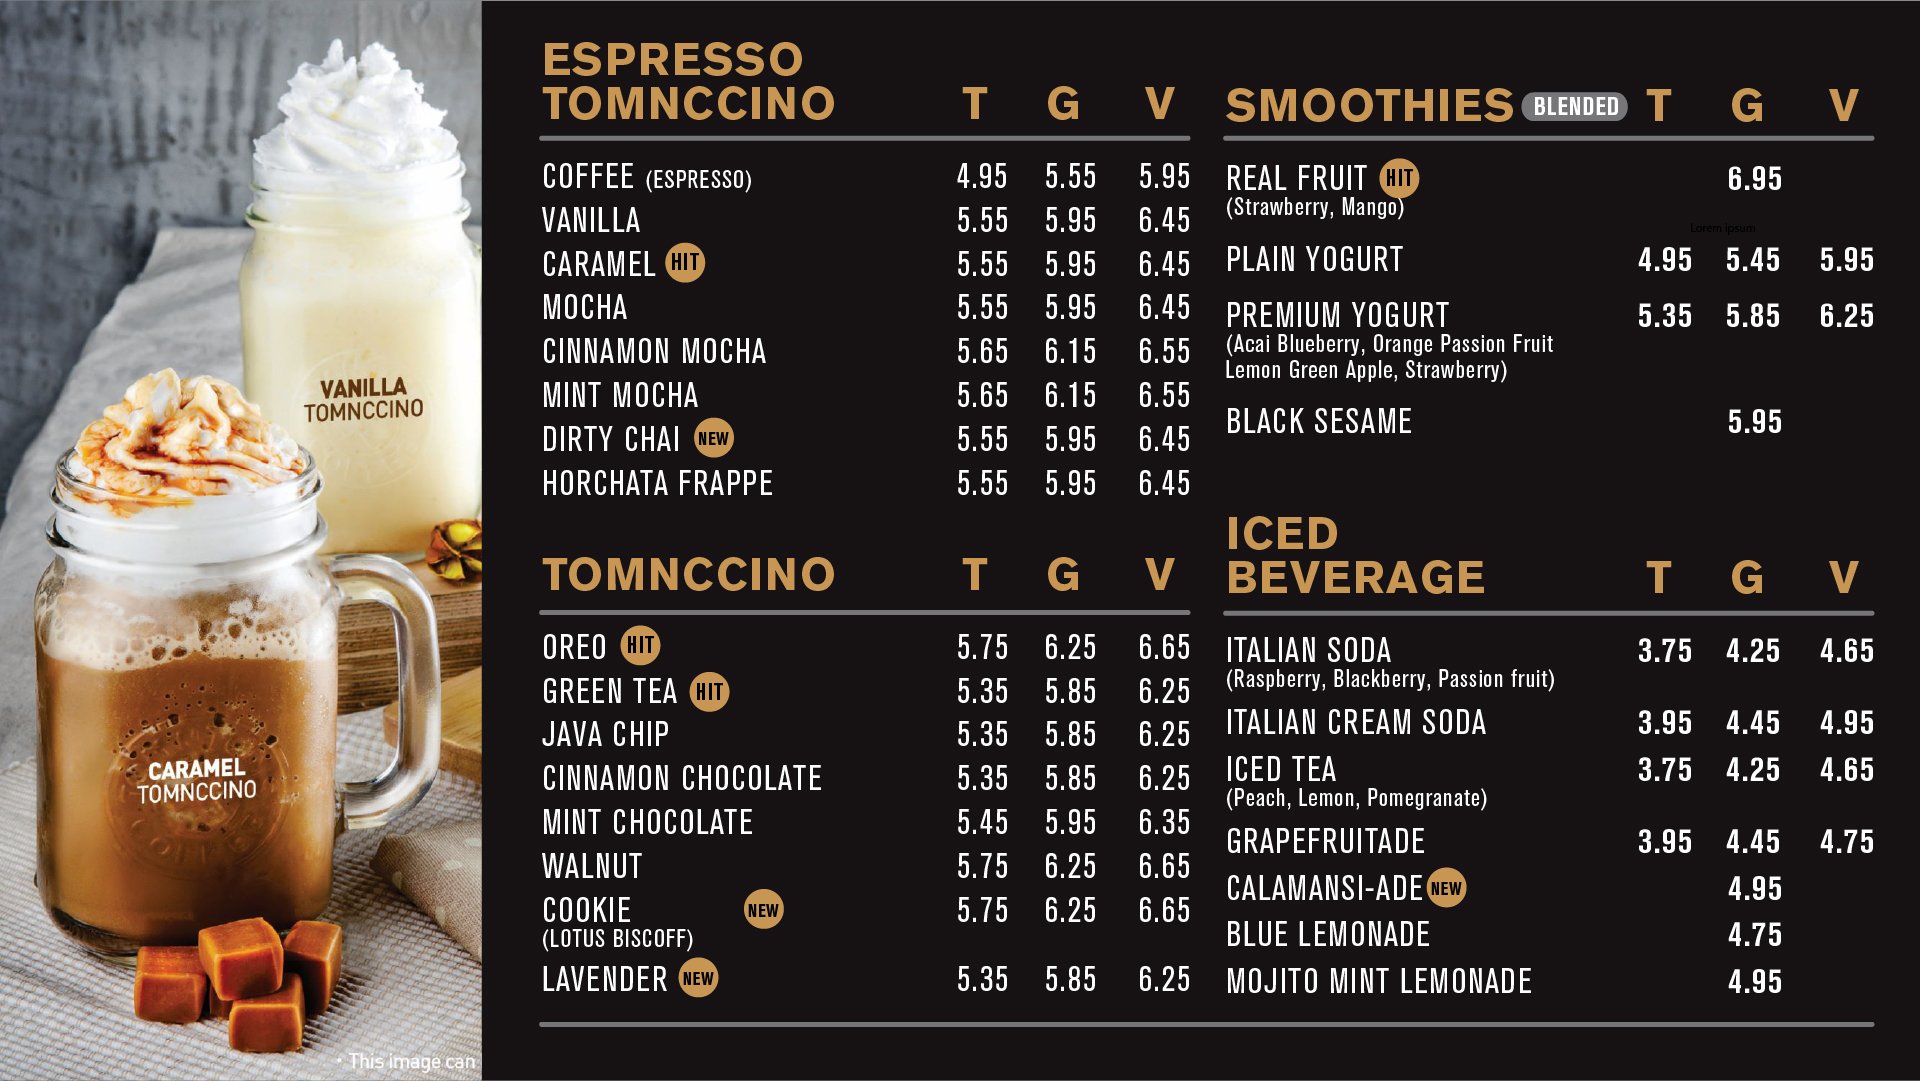 VANILLA
TOMNCCINO
CARAMEL
TOMNCCINO
* This image can
ESPRESSO
TOMNCCINO T G V
COFFEE (ESPRESSO) 4.95 5.55 5.95
VANILLA 5.55 5.95 6.45
CARAMEL HIT 5.55 5.95 6.45
MOCHA 5.55 5.95 6.45
CINNAMON MOCHA 5.65 6.15 6.55
MINT MOCHA 5.65 6.15 6.55
DIRTY CHAI NEW 5.55 5.95 6.45
HORCHATA FRAPPE 5.55 5.95 6.45
TOMNCCINO T G V
OREO HIT 5.75 6.25 6.65
GREEN TEA HIT 5.35 5.85 6.25
JAVA CHIP 5.35 5.85 6.25
CINNAMON CHOCOLATE 5.35 5.85 6.25
MINT CHOCOLATE 5.45 5.95 6.35
WALNUT 5.75 6.25 6.65
COOKIE NEW 5.75 6.25 6.65
(LOTUS BISCOFF)
LAVENDER NEW 5.35 5.85 6.25
SMOOTHIES BLENDED T G V
REAL FRUIT HIT 6.95
(Strawberry, Mango)
Lorem ipsum
PLAIN YOGURT 4.95 5.45 5.95
PREMIUM YOGURT 5.35 5.85 6.25
(Acai Blueberry, Orange Passion Fruit
Lemon Green Apple, Strawberry)
BLACK SESAME 5.95
ICED
BEVERAGE T G V
ITALIAN SODA 3.75 4.25 4.65
(Raspberry, Blackberry, Passion fruit)
ITALIAN CREAM SODA 3.95 4.45 4.95
ICED TEA 3.75 4.25 4.65
(Peach, Lemon, Pomegranate)
GRAPEFRUITADE 3.95 4.45 4.75
CALAMANSI-ADE NEW 4.95
BLUE LEMONADE 4.75
MOJITO MINT LEMONADE 4.95